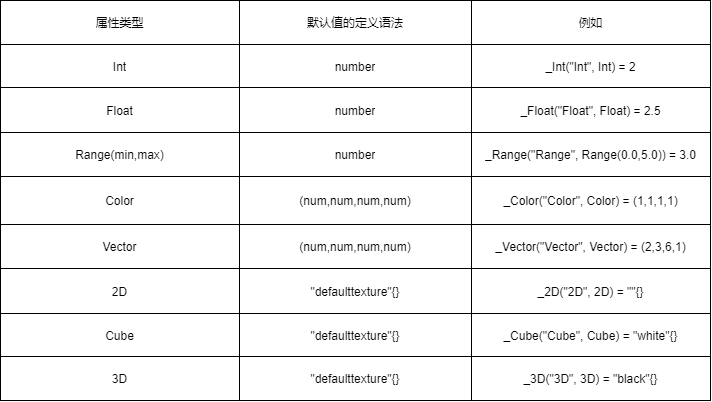 属性类型 默认值的定义语法 例如
Int number _Int("Int", Int) = 2
Float number _Float("Float", Float) = 2.5
Range(min,max) number _Range("Range", Range(0.0,5.0)) = 3.0
Color (num,num,num,num) _Color("Color", Color) = (1,1,1,1)
Vector (num,num,num,num) _Vector("Vector", Vector) = (2,3,6,1)
2D "defaulttexture"{} _2D("2D", 2D) = ""{}
Cube "defaulttexture"{} _Cube("Cube", Cube) = "white"{}
3D "defaulttexture"{} _3D("3D", 3D) = "black"{}